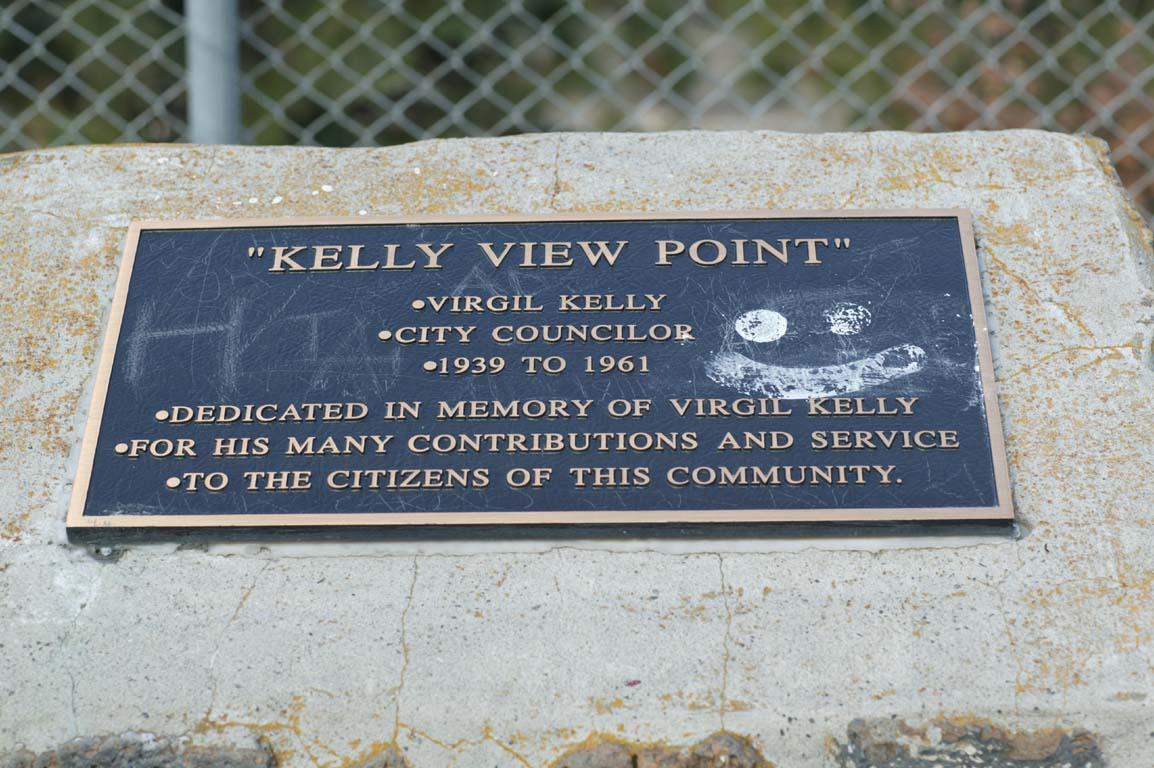 "KELLY VIEW POINT"
•VIRGIL KELLY
•CITY COUNCILOR
•1939 TO 1961
•DEDICATED IN MEMORY OF VIRGIL KELLY
•FOR HIS MANY CONTRIBUTIONS AND SERVICE
•TO THE CITIZENS OF THIS COMMUNITY.